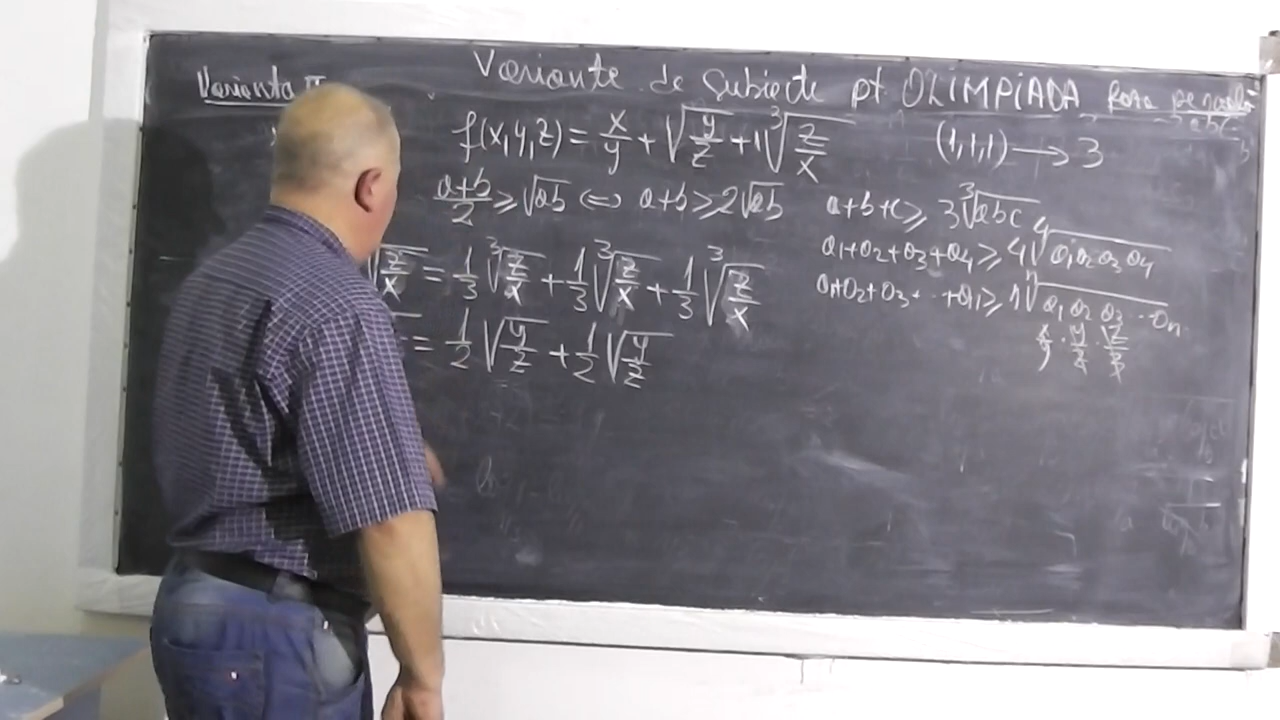 Variante de subiecte pt OLIMPIADA
Varianta II
f(x,y,z) = x/y + √(y/z) + ∛(z/x)
(1,1,1) → 3
(a+b)/2 ≥ √ab ⇔ a+b ≥ 2√ab
a+b+c ≥ 3∛abc
a₁+a₂+a₃+a₄ ≥ 4∜a₁a₂a₃a₄
√(z/x) = 1/3 ∛(z/x) + 1/3 ∛(z/x) + 1/3 ∛(z/x)
a₁+a₂+a₃+...+aₙ ≥ n ⁿ√a₁a₂a₃...aₙ
x/y · y/z · z/x
= 1/2 √(y/z) + 1/2 √(y/z)